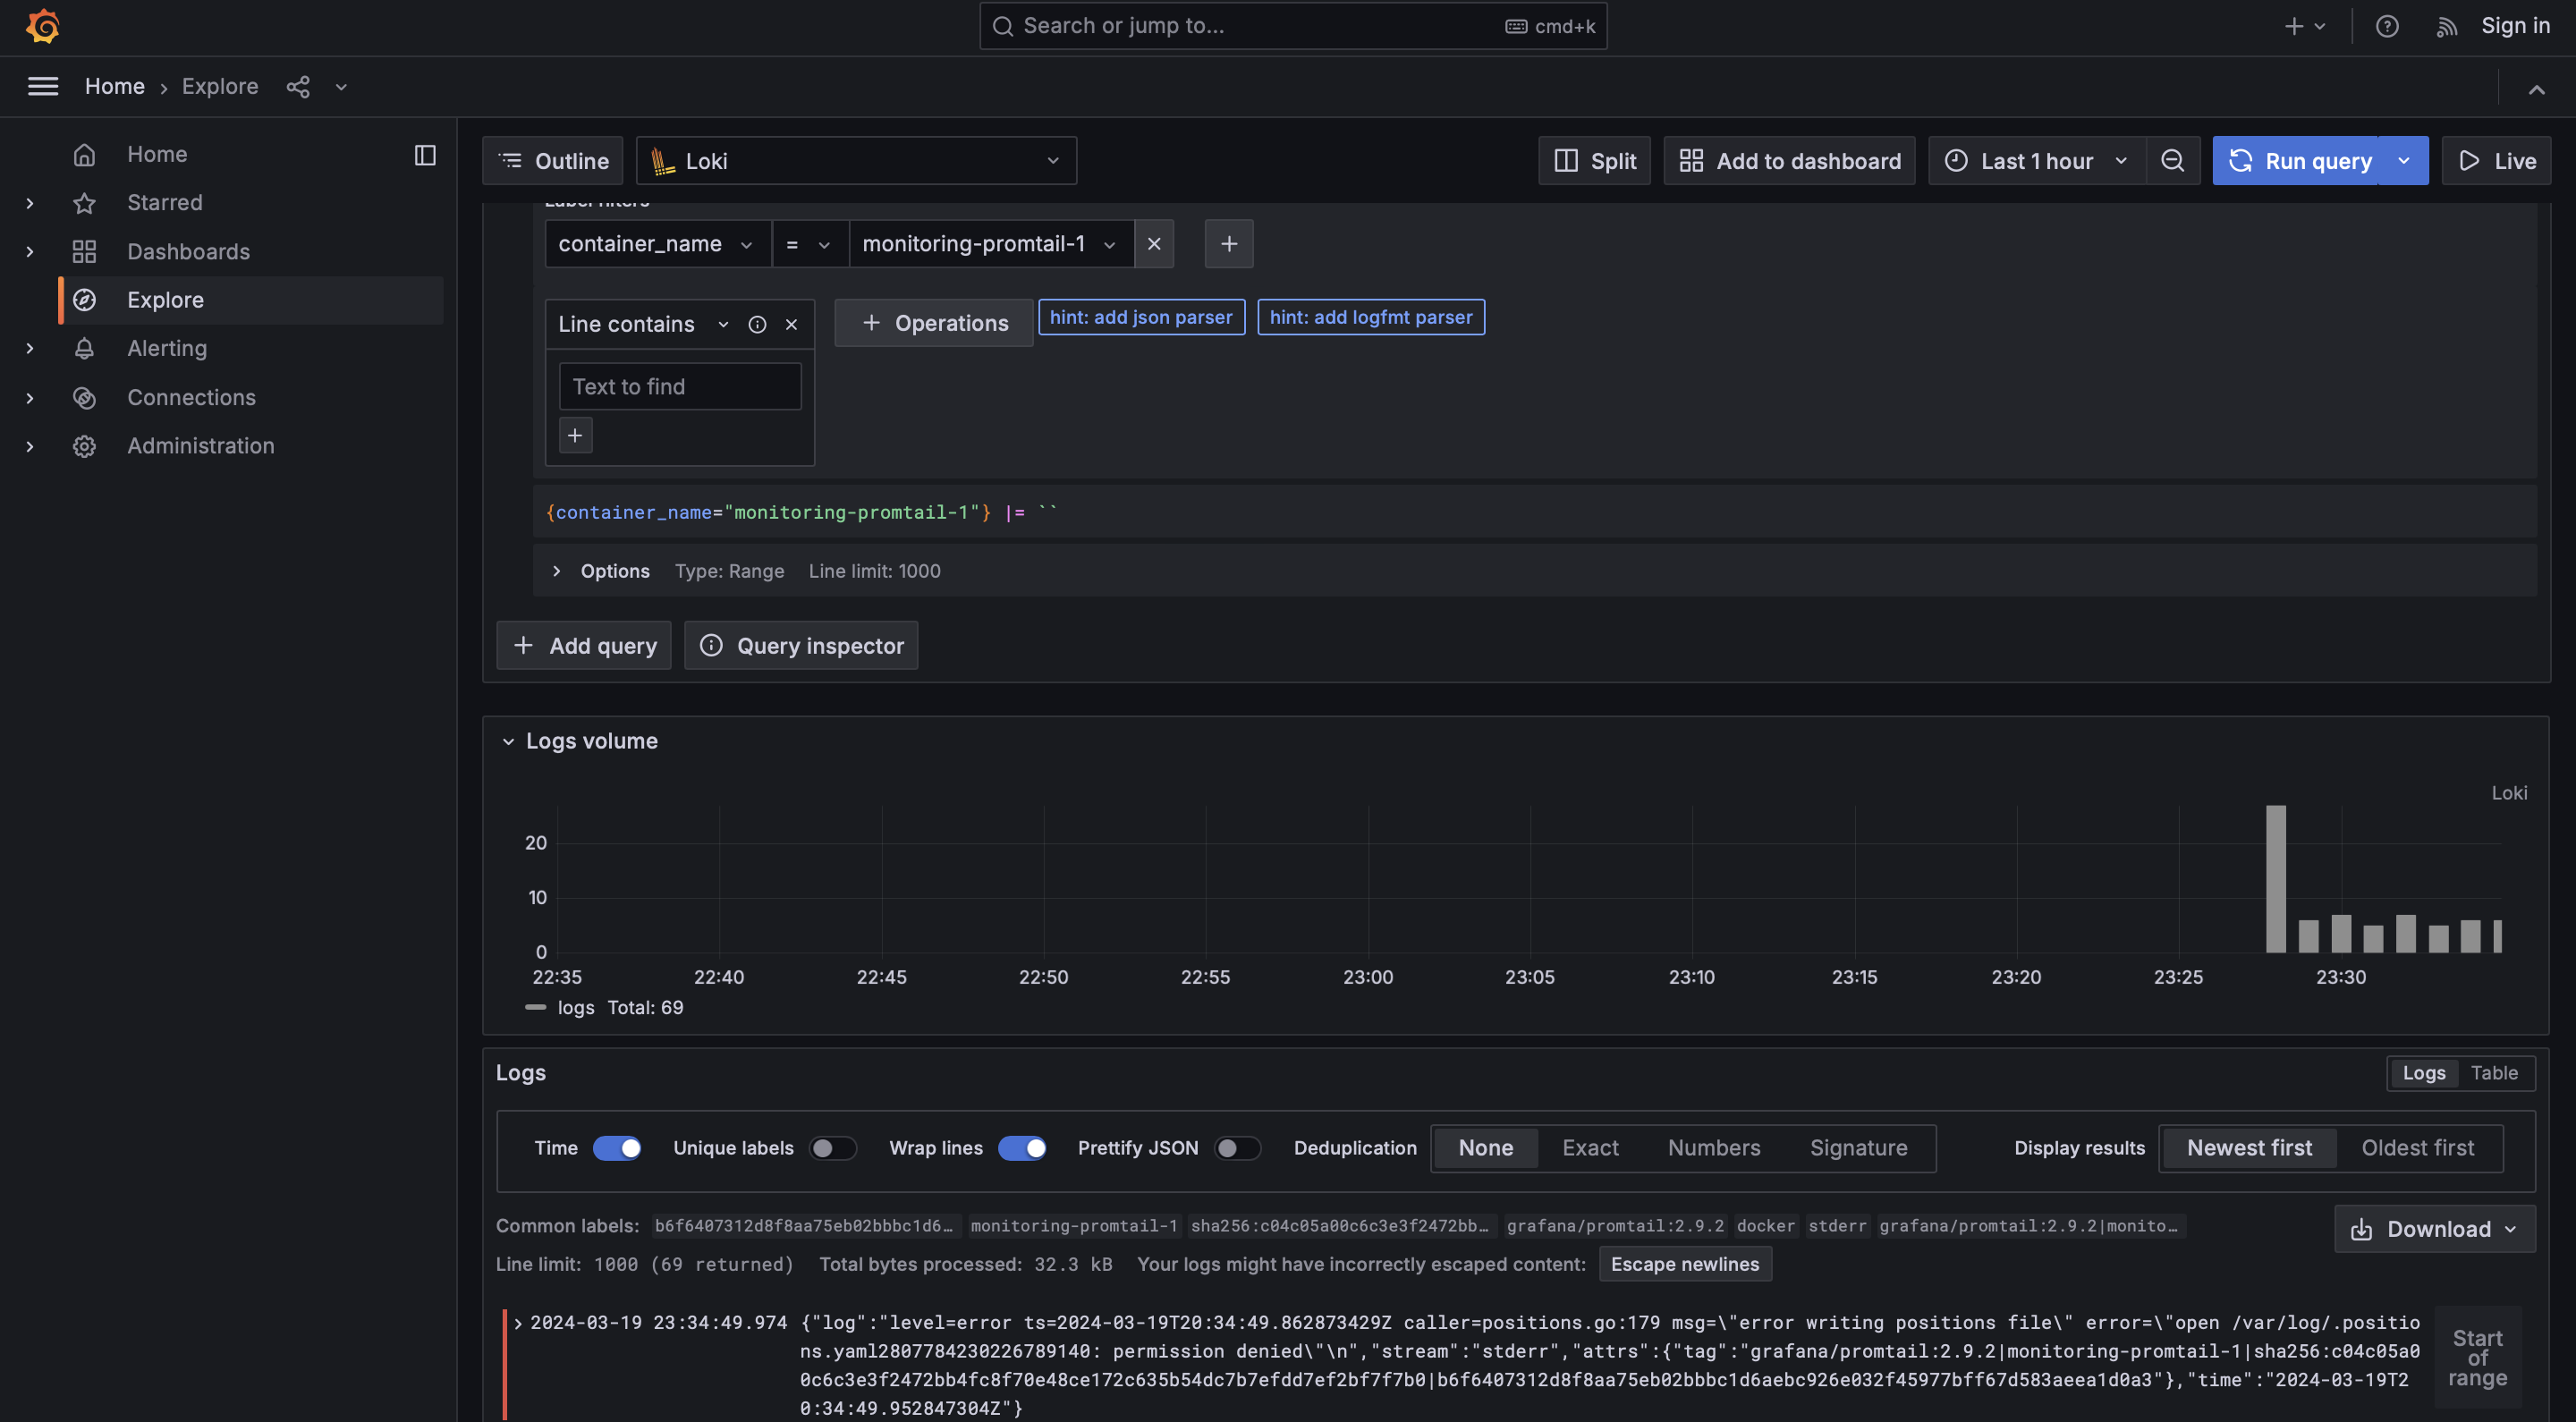 Search or jump to...
cmd+k
Sign in
Home › Explore
Home
Starred
Dashboards
Explore
Alerting
Connections
Administration
Outline
Loki
Split
Add to dashboard
Last 1 hour
Run query
Live
Label filters
container_name
=
monitoring-promtail-1
Line contains
Operations
hint: add json parser
hint: add logfmt parser
Text to find
{container_name="monitoring-promtail-1"} |= ``
Options Type: Range Line limit: 1000
Add query
Query inspector
Logs volume
Loki
20
10
0
22:35 22:40 22:45 22:50 22:55 23:00 23:05 23:10 23:15 23:20 23:25 23:30
logs Total: 69
Logs
Logs Table
Time
Unique labels
Wrap lines
Prettify JSON
Deduplication None Exact Numbers Signature
Display results Newest first Oldest first
Common labels: b6f6407312d8f8aa75eb02bbbc1d6… monitoring-promtail-1 sha256:c04c05a00c6c3e3f2472bb… grafana/promtail:2.9.2 docker stderr grafana/promtail:2.9.2|monito…
Download
Line limit: 1000 (69 returned) Total bytes processed: 32.3 kB Your logs might have incorrectly escaped content: Escape newlines
2024-03-19 23:34:49.974 {"log":"level=error ts=2024-03-19T20:34:49.862873429Z caller=positions.go:179 msg=\"error writing positions file\" error=\"open /var/log/.positio
ns.yaml2807784230226789140: permission denied\"\n","stream":"stderr","attrs":{"tag":"grafana/promtail:2.9.2|monitoring-promtail-1|sha256:c04c05a0
0c6c3e3f2472bb4fc8f70e48ce172c635b54dc7b7efdd7ef2bf7f7b0|b6f6407312d8f8aa75eb02bbbc1d6aebc926e032f45977bff67d583aeea1d0a3"},"time":"2024-03-19T2
0:34:49.952847304Z"}
Start
of
range